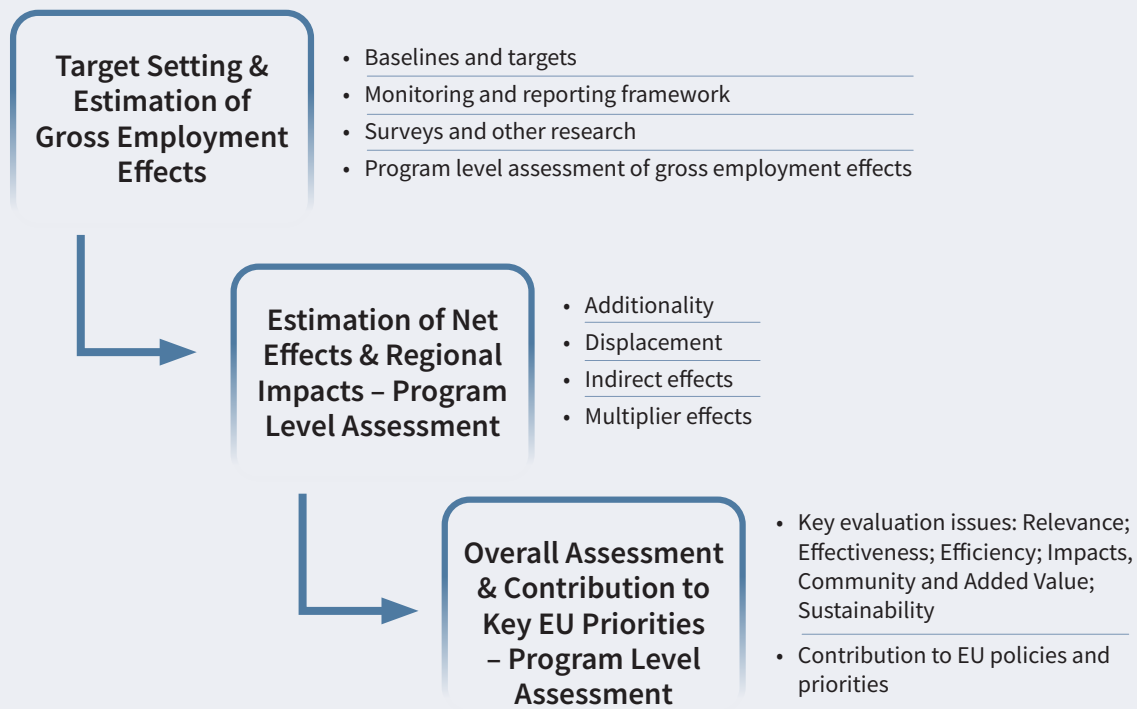 Target Setting &
Estimation of
Gross Employment
Effects
• Baselines and targets
• Monitoring and reporting framework
• Surveys and other research
• Program level assessment of gross employment effects
Estimation of Net
Effects & Regional
Impacts – Program
Level Assessment
• Additionality
• Displacement
• Indirect effects
• Multiplier effects
Overall Assessment
& Contribution to
Key EU Priorities
– Program Level
Assessment
• Key evaluation issues: Relevance;
Effectiveness; Efficiency; Impacts,
Community and Added Value;
Sustainability
• Contribution to EU policies and
priorities